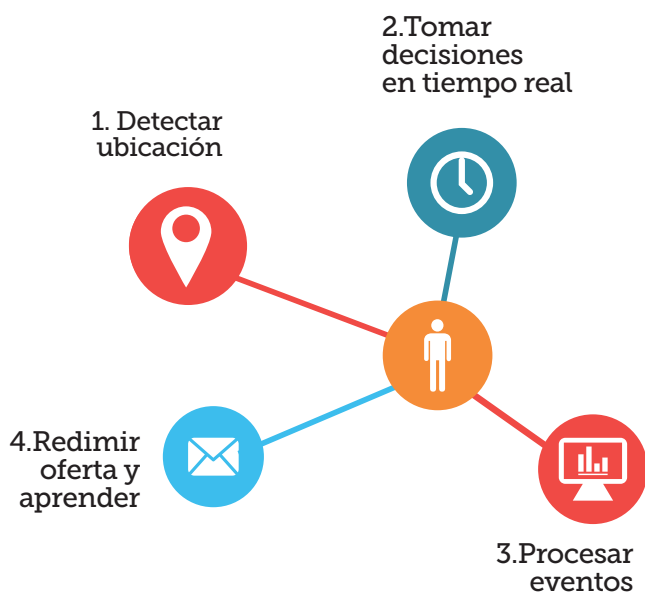 1. Detectar
ubicación
2.Tomar
decisiones
en tiempo real
3.Procesar
eventos
4.Redimir
oferta y
aprender